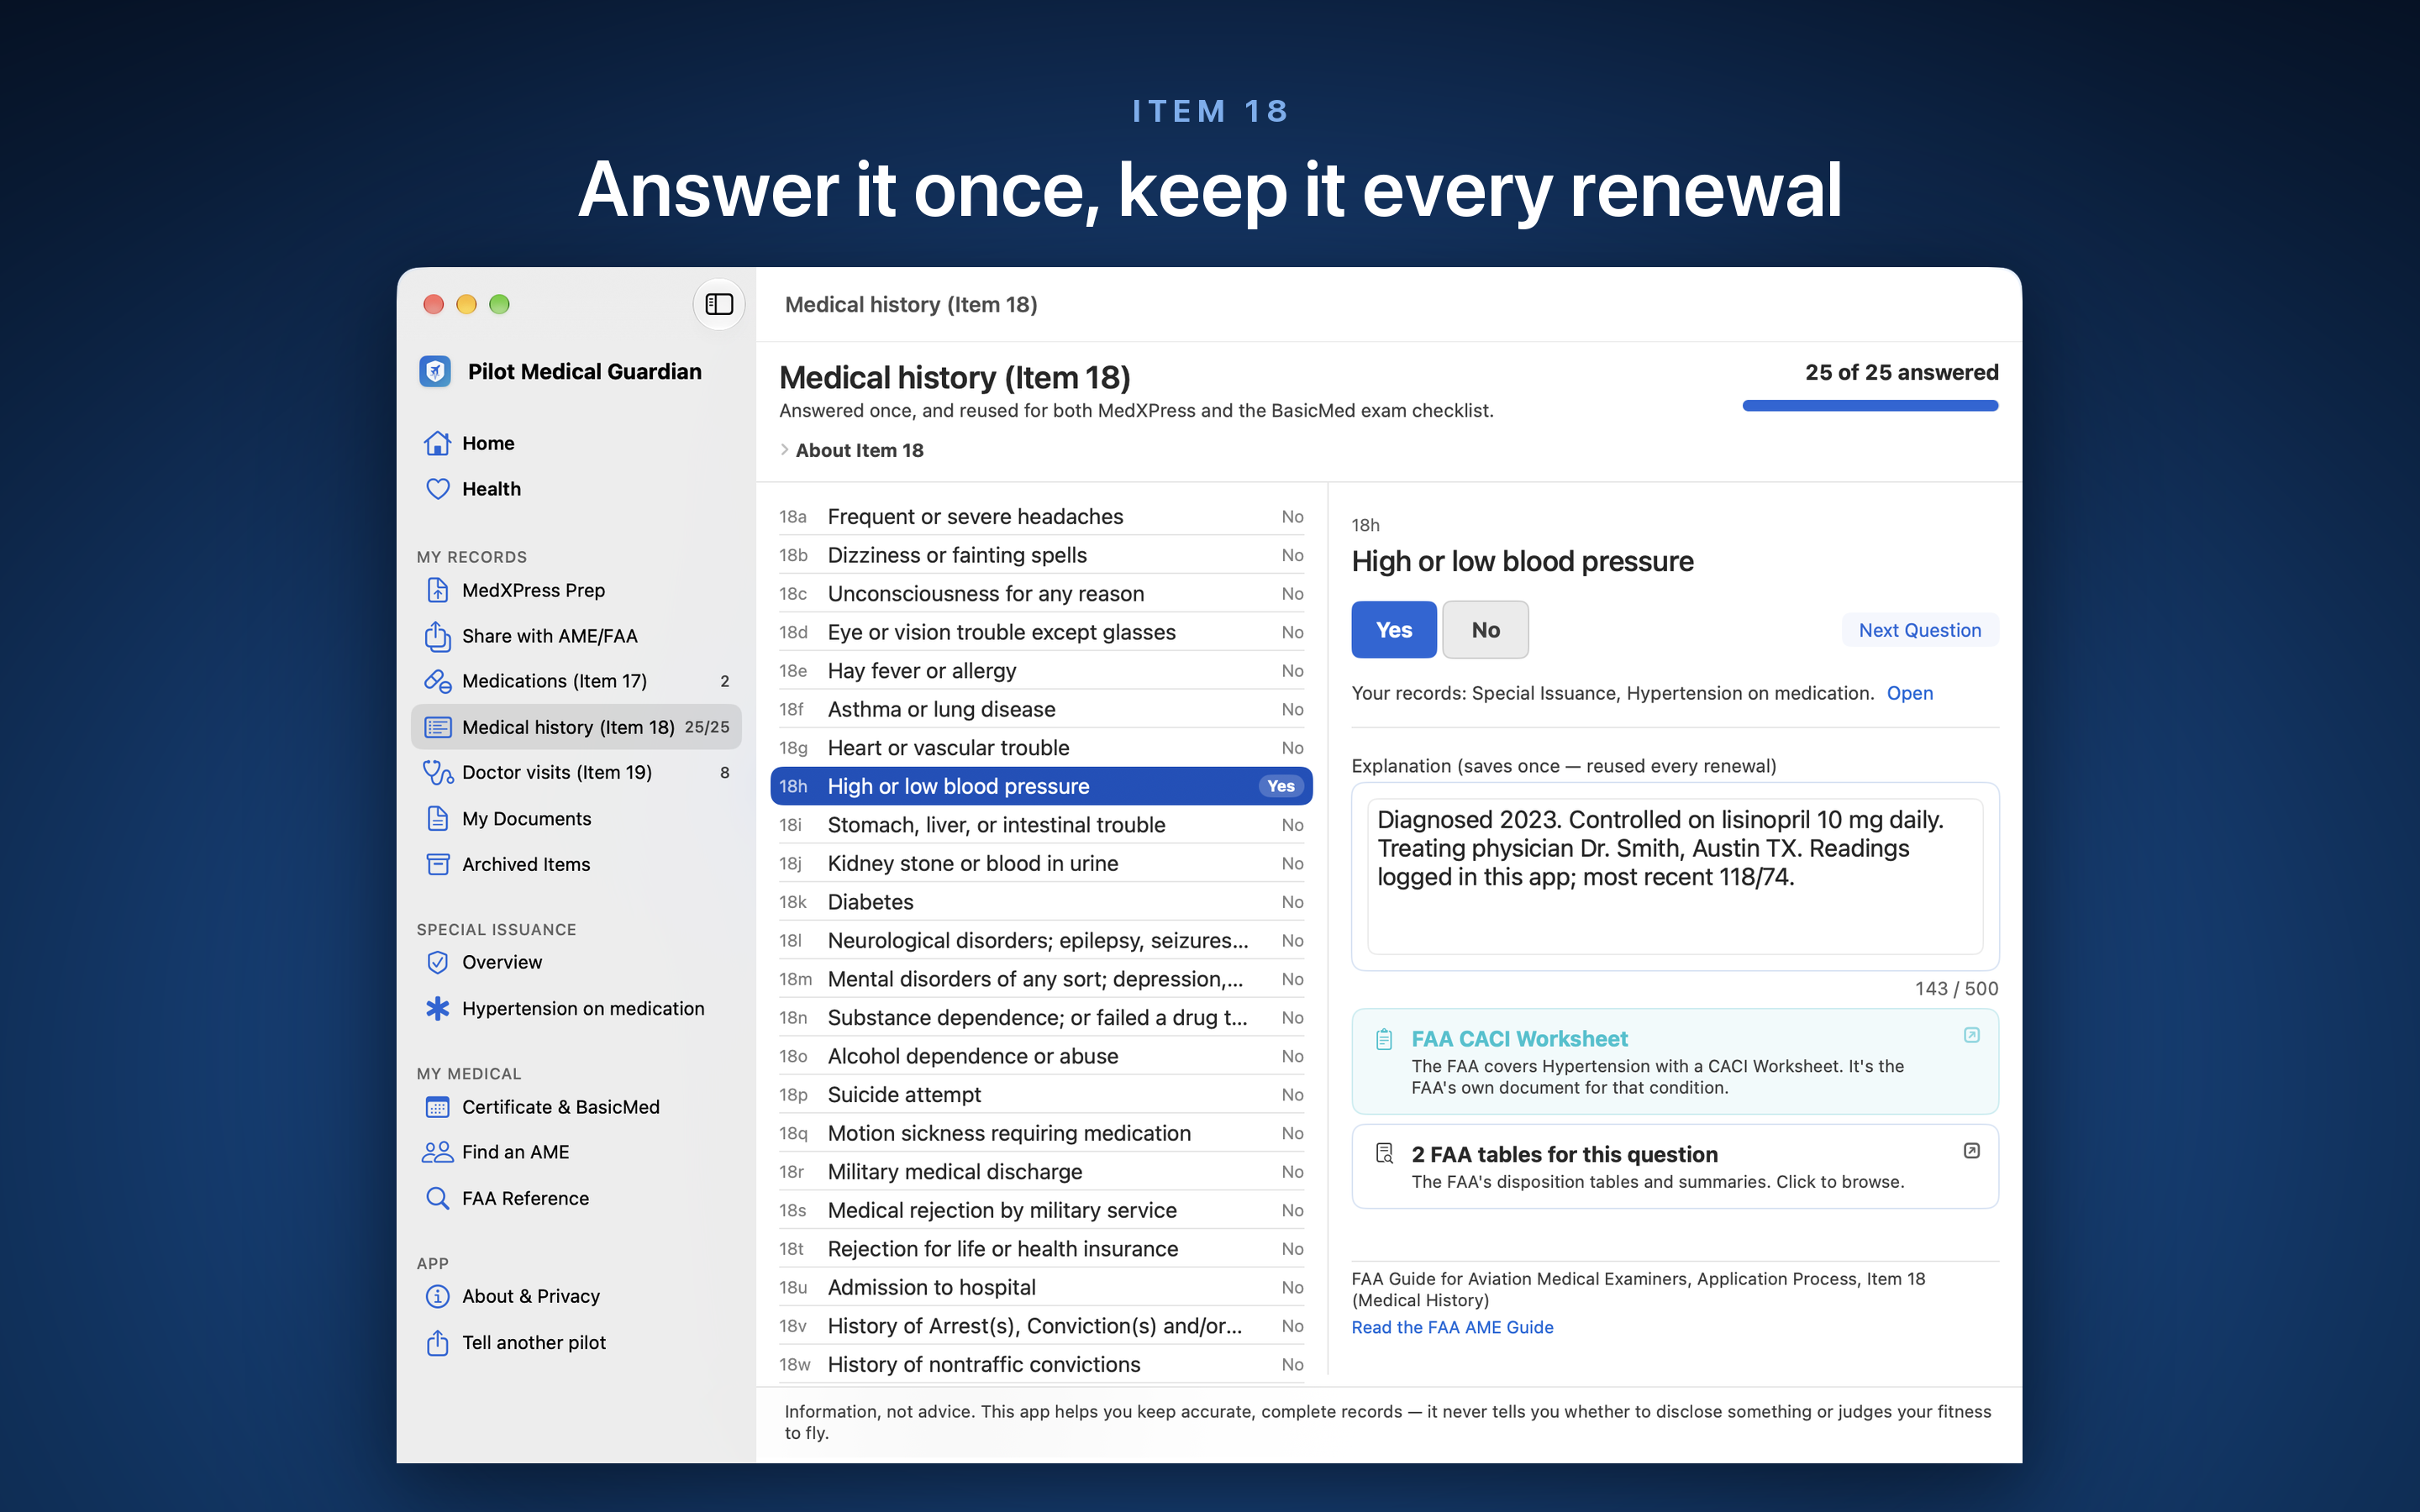 ITEM 18
Answer it once, keep it every renewal
Medical history (Item 18)
Pilot Medical Guardian
Home
Health
MY RECORDS
MedXPress Prep
Share with AME/FAA
Medications (Item 17) 2
Medical history (Item 18) 25/25
Doctor visits (Item 19) 8
My Documents
Archived Items
SPECIAL ISSUANCE
Overview
Hypertension on medication
MY MEDICAL
Certificate & BasicMed
Find an AME
FAA Reference
APP
About & Privacy
Tell another pilot
Medical history (Item 18)
25 of 25 answered
Answered once, and reused for both MedXPress and the BasicMed exam checklist.
About Item 18
18a Frequent or severe headaches No
18b Dizziness or fainting spells No
18c Unconsciousness for any reason No
18d Eye or vision trouble except glasses No
18e Hay fever or allergy No
18f Asthma or lung disease No
18g Heart or vascular trouble No
18h High or low blood pressure Yes
18i Stomach, liver, or intestinal trouble No
18j Kidney stone or blood in urine No
18k Diabetes No
18l Neurological disorders; epilepsy, seizures... No
18m Mental disorders of any sort; depression,... No
18n Substance dependence; or failed a drug t... No
18o Alcohol dependence or abuse No
18p Suicide attempt No
18q Motion sickness requiring medication No
18r Military medical discharge No
18s Medical rejection by military service No
18t Rejection for life or health insurance No
18u Admission to hospital No
18v History of Arrest(s), Conviction(s) and/or... No
18w History of nontraffic convictions No
18h
High or low blood pressure
Yes No Next Question
Your records: Special Issuance, Hypertension on medication. Open
Explanation (saves once — reused every renewal)
Diagnosed 2023. Controlled on lisinopril 10 mg daily.
Treating physician Dr. Smith, Austin TX. Readings
logged in this app; most recent 118/74.
143 / 500
FAA CACI Worksheet
The FAA covers Hypertension with a CACI Worksheet. It's the
FAA's own document for that condition.
2 FAA tables for this question
The FAA's disposition tables and summaries. Click to browse.
FAA Guide for Aviation Medical Examiners, Application Process, Item 18
(Medical History)
Read the FAA AME Guide
Information, not advice. This app helps you keep accurate, complete records — it never tells you whether to disclose something or judges your fitness
to fly.